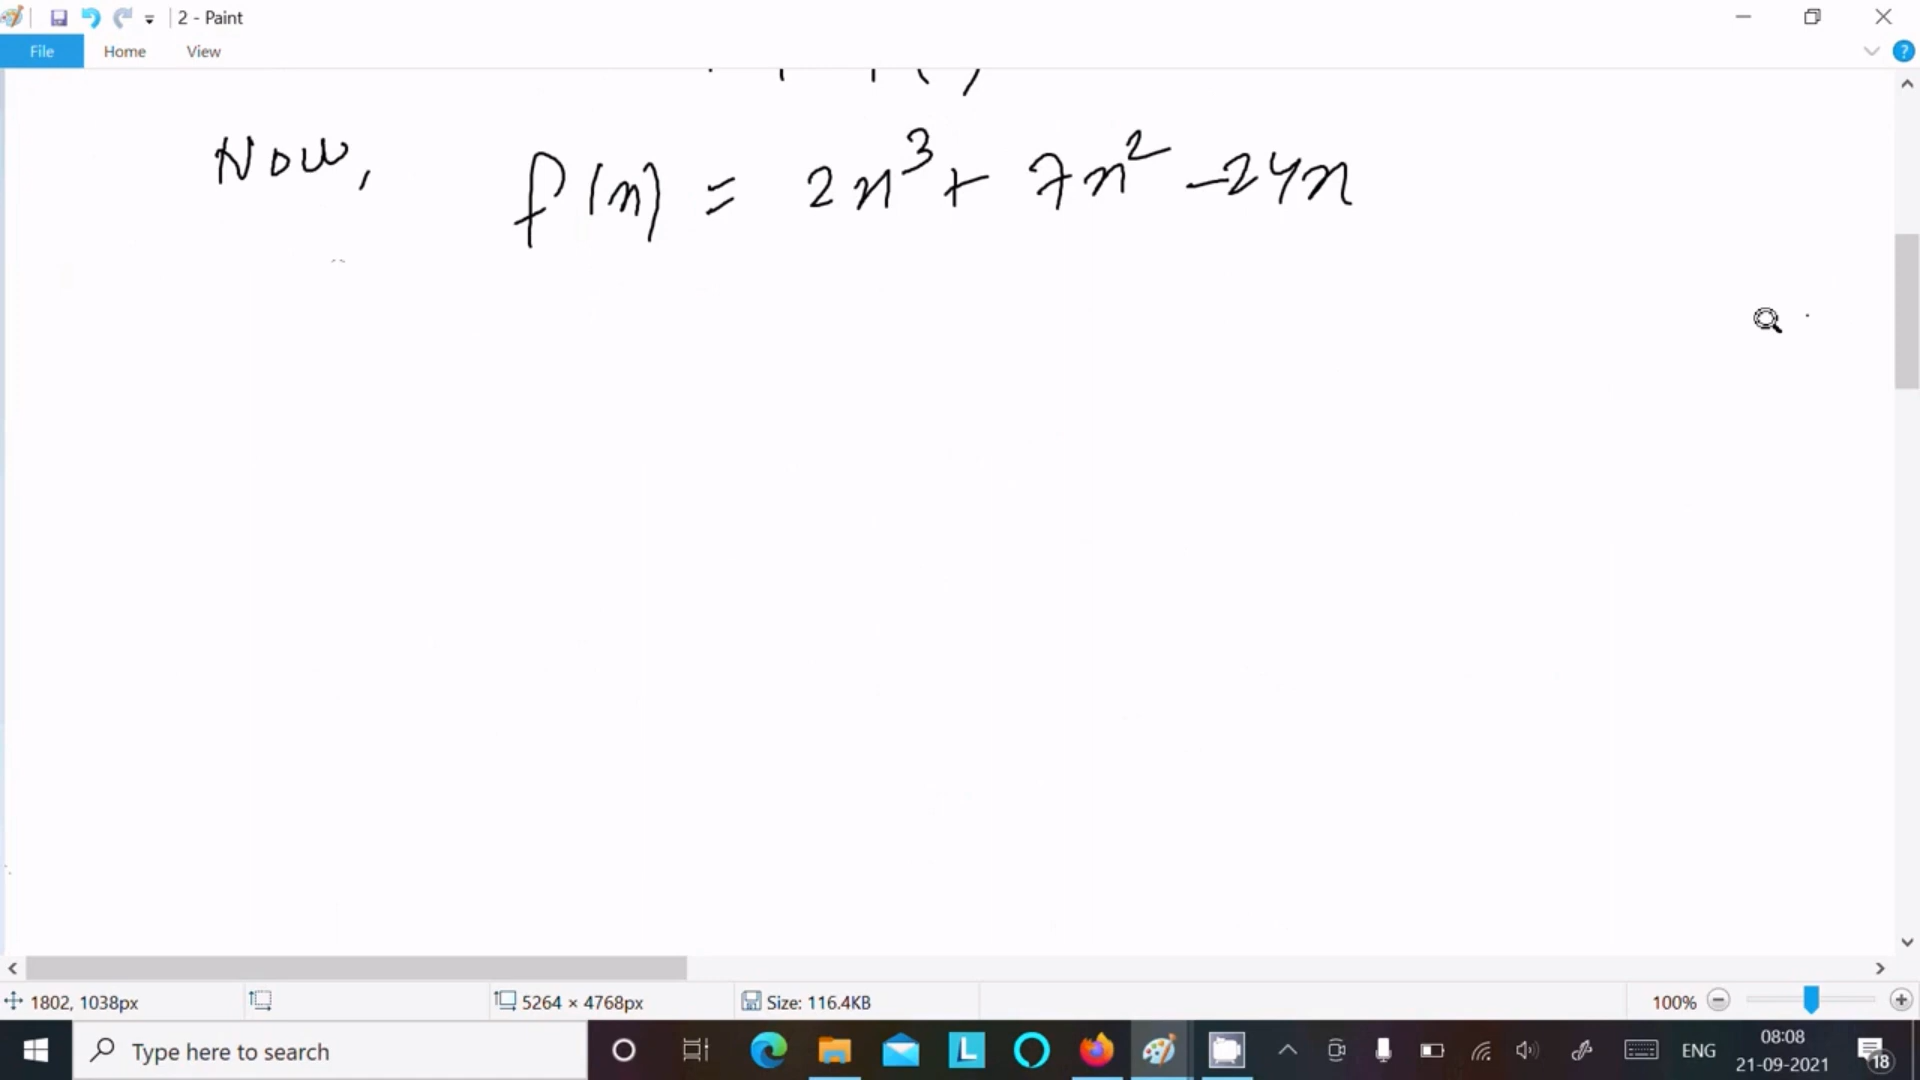 2 - Paint
File Home View
Now, f(x) = 2x³ + 7x² - 24x
1802, 1038px 5264 × 4768px Size: 116.4KB 100%
Type here to search ENG 08:08
21-09-2021 18